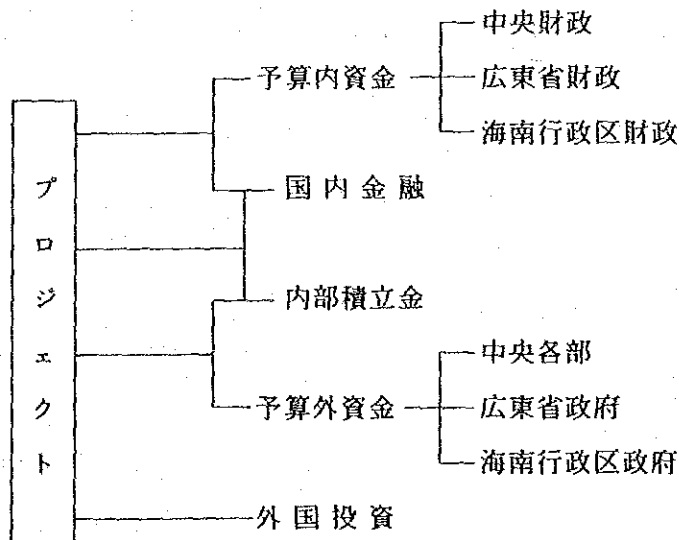 プロジェクト
予算内資金
中央財政
広東省財政
海南行政区財政
国内金融
内部積立金
予算外資金
中央各部
広東省政府
海南行政区政府
外国投資